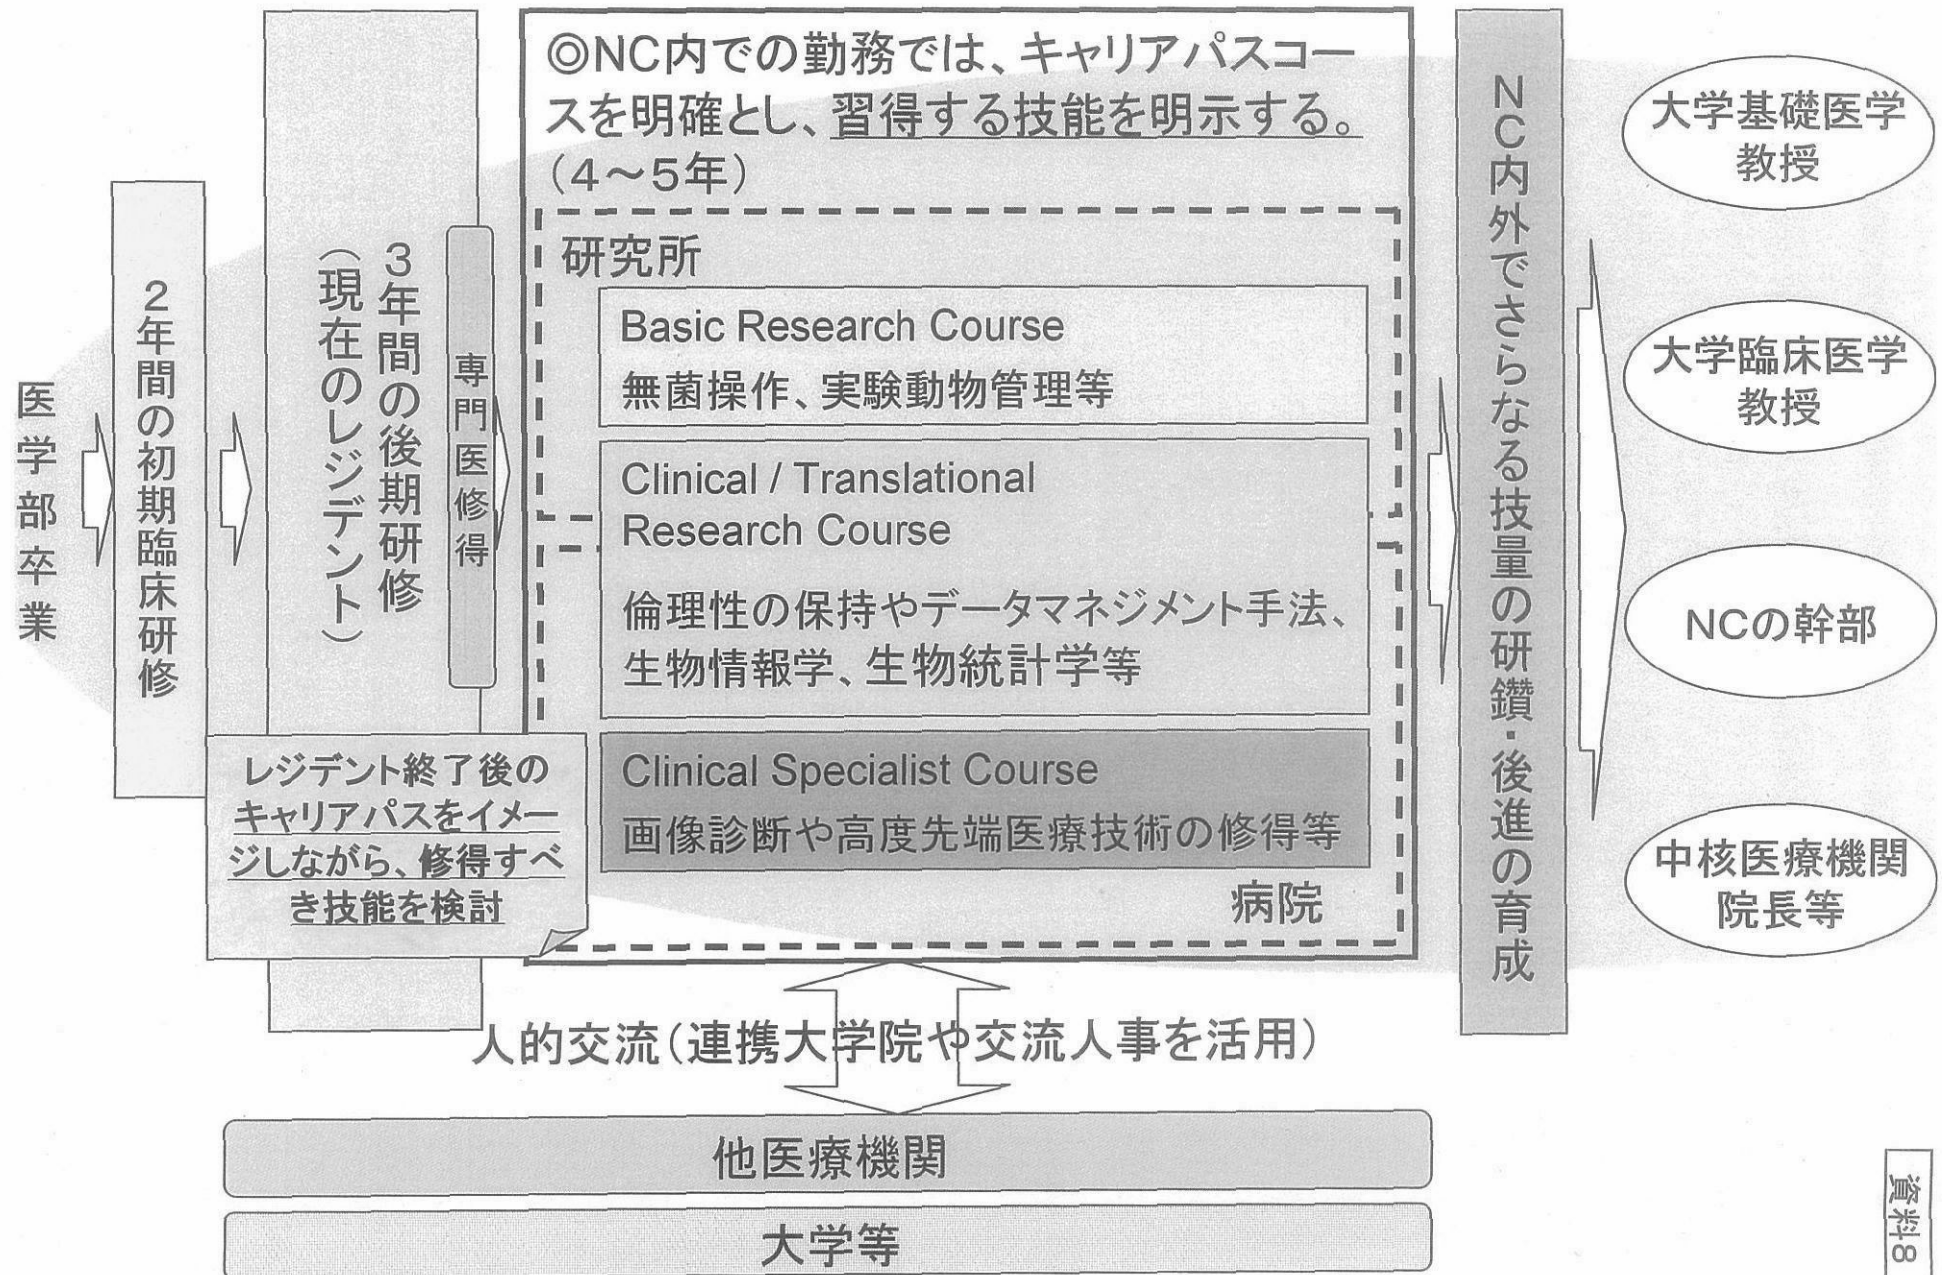 医学部卒業
2年間の初期臨床研修
3年間の後期研修
（現在のレジデント）
専門医修得
レジデント終了後の
キャリアパスをイメー
ジしながら、修得すべ
き技能を検討
◎NC内での勤務では、キャリアパスコー
スを明確とし、習得する技能を明示する。
（4～5年）
研究所
Basic Research Course
無菌操作、実験動物管理等
Clinical / Translational
Research Course
倫理性の保持やデータマネジメント手法、
生物情報学、生物統計学等
Clinical Specialist Course
画像診断や高度先端医療技術の修得等
病院
NC内外でさらなる技量の研鑽・後進の育成
大学基礎医学
教授
大学臨床医学
教授
NCの幹部
中核医療機関
院長等
人的交流（連携大学院や交流人事を活用）
他医療機関
大学等
資料8